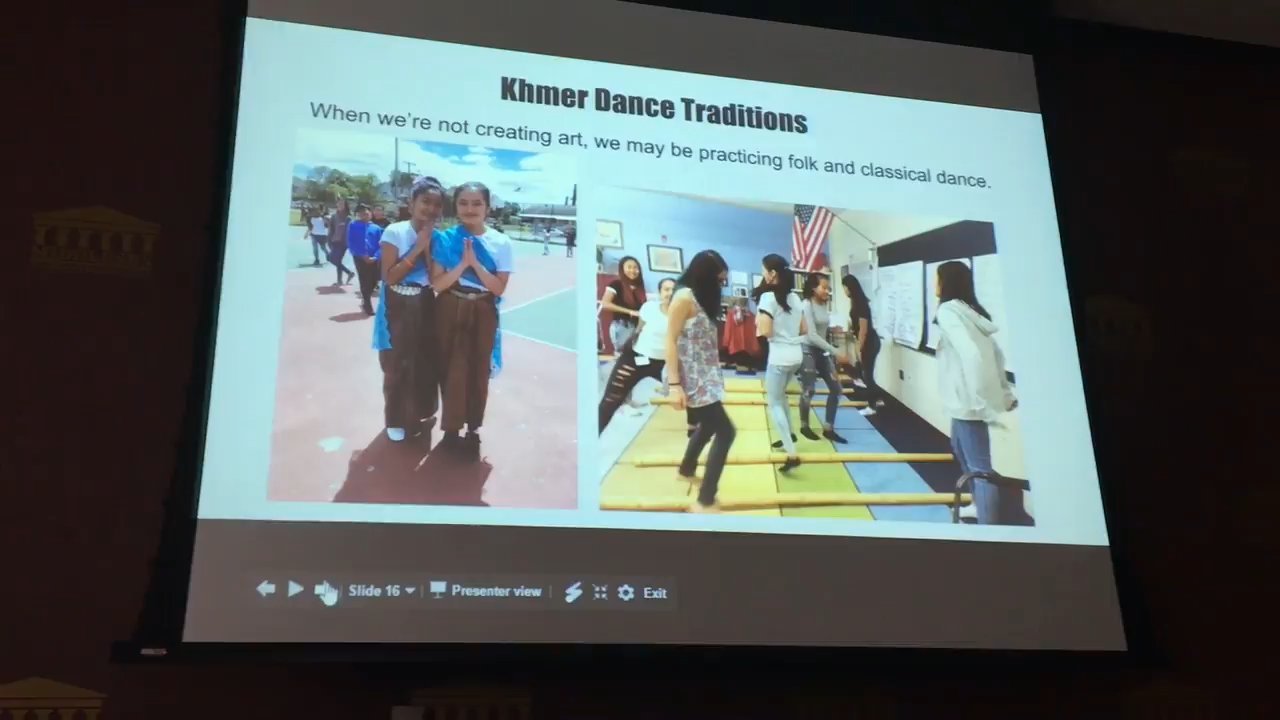 Khmer Dance Traditions
When we're not creating art, we may be practicing folk and classical dance.
Slide 16
Presenter view
Exit